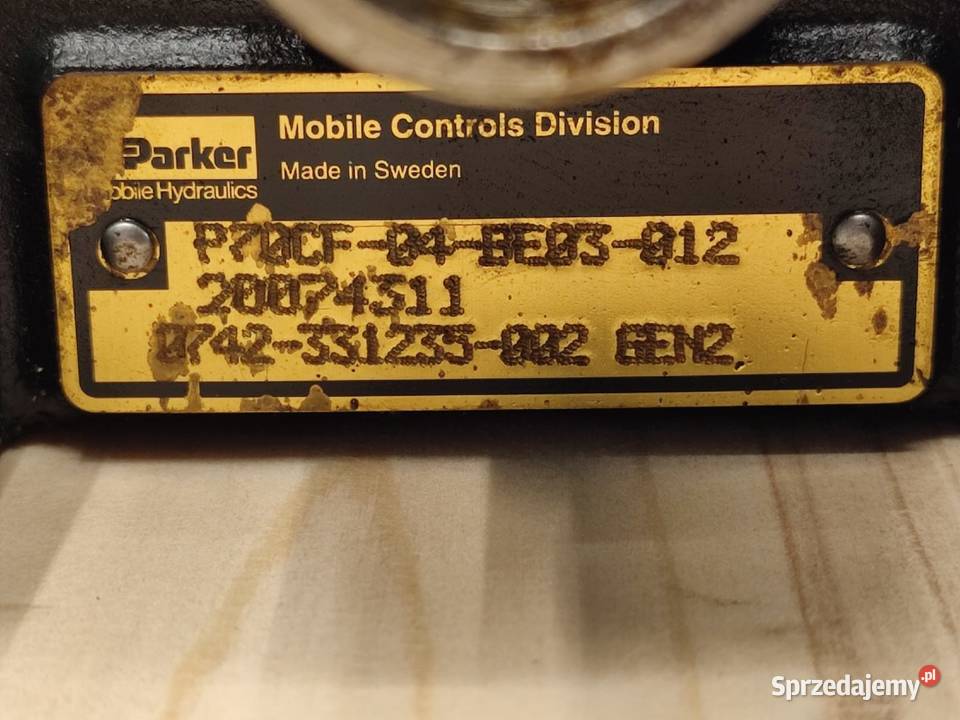 Parker
Mobile Hydraulics
Mobile Controls Division
Made in Sweden
P70CF-04-BE03-012
20074311
0742-331235-002 GEN2
Sprzedajemy.pl